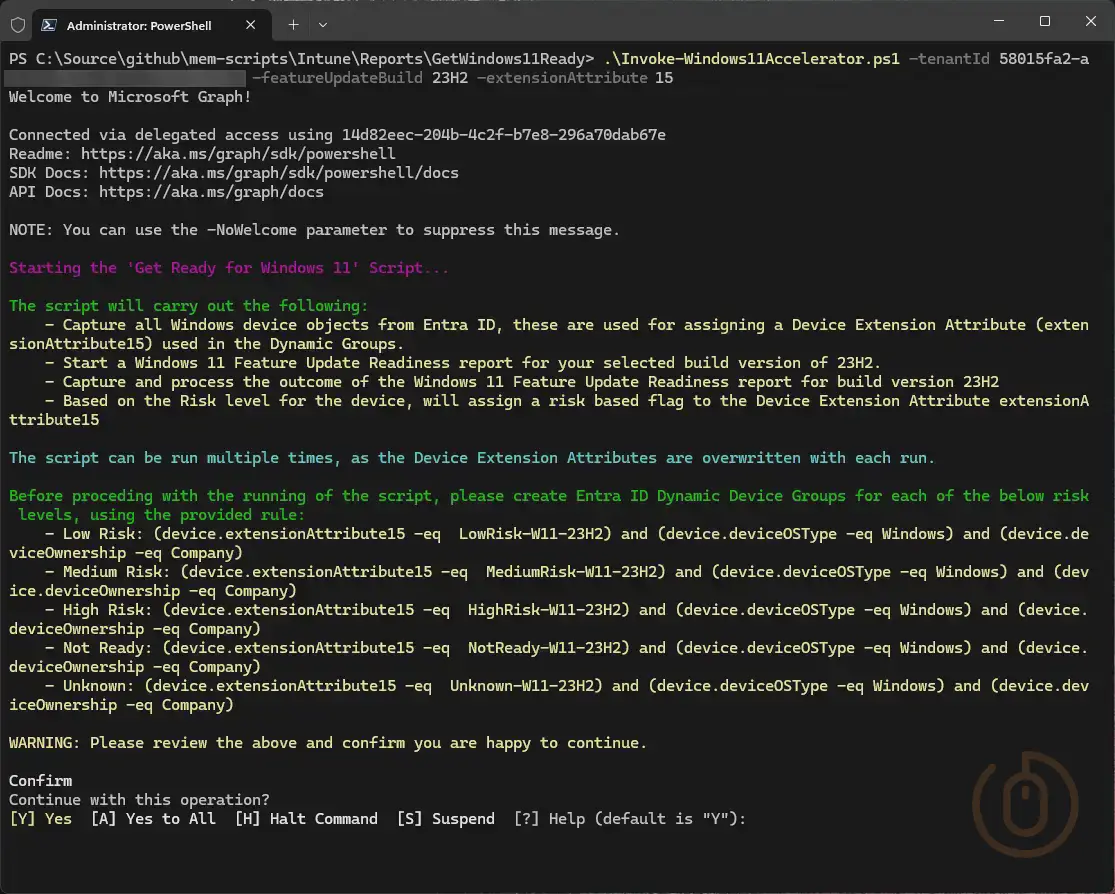 Administrator: PowerShell
PS C:\Source\github\mem-scripts\Intune\Reports\GetWindows11Ready> .\Invoke-Windows11Accelerator.ps1 -tenantId 58015fa2-a
-featureUpdateBuild 23H2 -extensionAttribute 15
Welcome to Microsoft Graph!
Connected via delegated access using 14d82eec-204b-4c2f-b7e8-296a70dab67e
Readme: https://aka.ms/graph/sdk/powershell
SDK Docs: https://aka.ms/graph/sdk/powershell/docs
API Docs: https://aka.ms/graph/docs
NOTE: You can use the -NoWelcome parameter to suppress this message.
Starting the 'Get Ready for Windows 11' Script...
The script will carry out the following:
- Capture all Windows device objects from Entra ID, these are used for assigning a Device Extension Attribute (exten
sionAttribute15) used in the Dynamic Groups.
- Start a Windows 11 Feature Update Readiness report for your selected build version of 23H2.
- Capture and process the outcome of the Windows 11 Feature Update Readiness report for build version 23H2
- Based on the Risk level for the device, will assign a risk based flag to the Device Extension Attribute extensionA
ttribute15
The script can be run multiple times, as the Device Extension Attributes are overwritten with each run.
Before proceding with the running of the script, please create Entra ID Dynamic Device Groups for each of the below risk
levels, using the provided rule:
- Low Risk: (device.extensionAttribute15 -eq  LowRisk-W11-23H2) and (device.deviceOSType -eq Windows) and (device.de
viceOwnership -eq Company)
- Medium Risk: (device.extensionAttribute15 -eq  MediumRisk-W11-23H2) and (device.deviceOSType -eq Windows) and (dev
ice.deviceOwnership -eq Company)
- High Risk: (device.extensionAttribute15 -eq  HighRisk-W11-23H2) and (device.deviceOSType -eq Windows) and (device.
deviceOwnership -eq Company)
- Not Ready: (device.extensionAttribute15 -eq  NotReady-W11-23H2) and (device.deviceOSType -eq Windows) and (device.
deviceOwnership -eq Company)
- Unknown: (device.extensionAttribute15 -eq  Unknown-W11-23H2) and (device.deviceOSType -eq Windows) and (device.dev
iceOwnership -eq Company)
WARNING: Please review the above and confirm you are happy to continue.
Confirm
Continue with this operation?
[Y] Yes  [A] Yes to All  [H] Halt Command  [S] Suspend  [?] Help (default is "Y"):